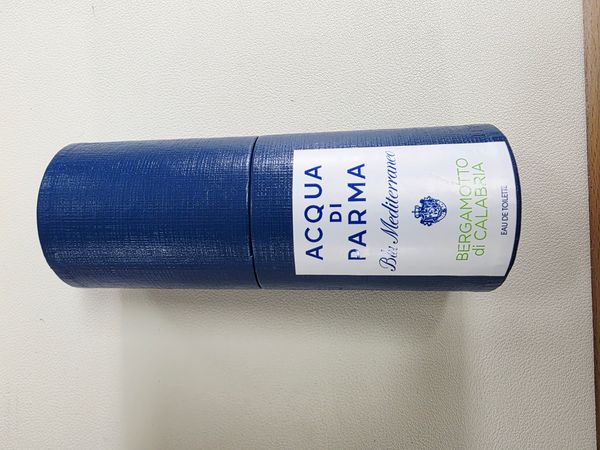 ACQUA
DI
PARMA
Blu Mediterraneo
BERGAMOTTO
di CALABRIA
EAU DE TOILETTE